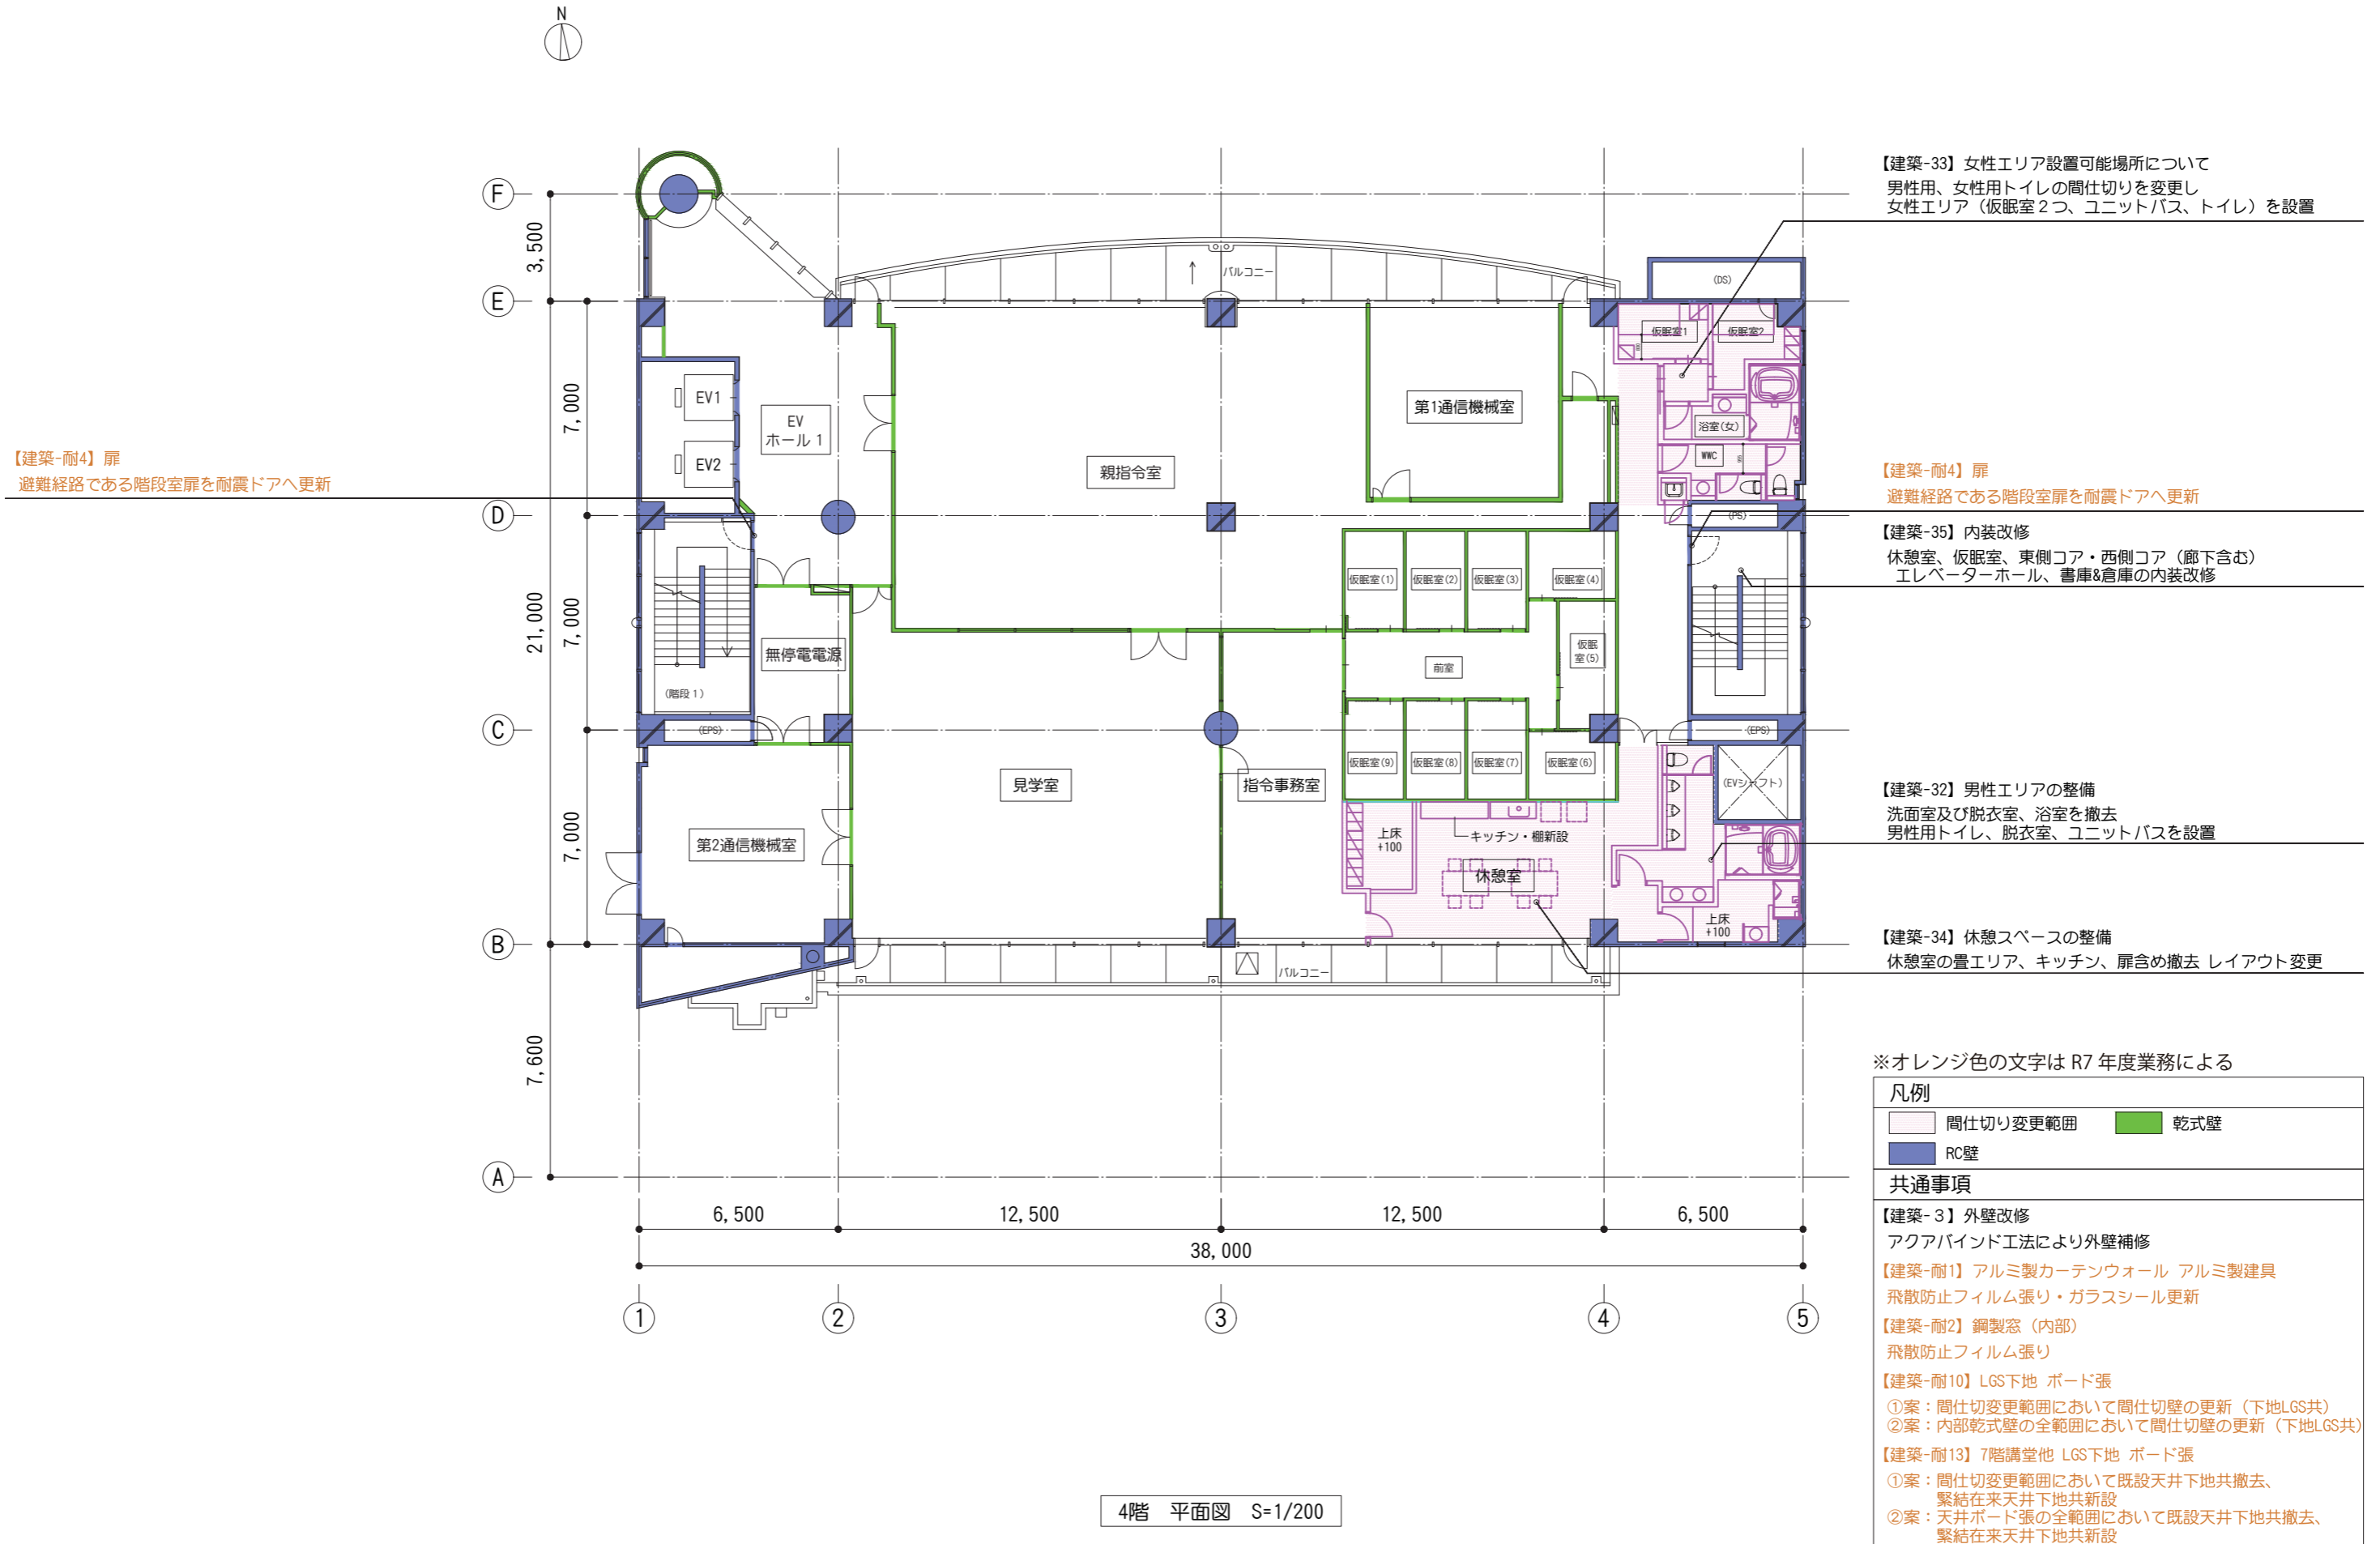 N
【建築-33】女性エリア設置可能場所について
男性用、女性用トイレの間仕切りを変更し
女性エリア（仮眠室２つ、ユニットバス、トイレ）を設置
F
3,500
E
バルコニー
(DS)
仮眠室1
仮眠室2
7,000
EV1
EV
ホール 1
第1通信機械室
浴室(女)
【建築-耐4】扉
避難経路である階段室扉を耐震ドアへ更新
EV2
親指令室
WWC
【建築-耐4】扉
避難経路である階段室扉を耐震ドアへ更新
D
(PS)
【建築-35】内装改修
休憩室、仮眠室、東側コア・西側コア（廊下含む）
エレベーターホール、書庫&倉庫の内装改修
仮眠室(1)
仮眠室(2)
仮眠室(3)
仮眠室(4)
21,000
7,000
無停電電源
仮眠
室(5)
前室
(階段１)
C
(EPS)
(EPS)
仮眠室(9)
仮眠室(8)
仮眠室(7)
仮眠室(6)
見学室
指令事務室
(EVシャフト)
【建築-32】男性エリアの整備
洗面室及び脱衣室、浴室を撤去
男性用トイレ、脱衣室、ユニットバスを設置
7,000
第2通信機械室
上床
+100
キッチン・棚新設
休憩室
上床
+100
B
【建築-34】休憩スペースの整備
休憩室の畳エリア、キッチン、扉含め撤去 レイアウト変更
バルコニー
7,600
A
6,500
12,500
12,500
6,500
38,000
1
2
3
4
5
※オレンジ色の文字は R7 年度業務による
凡例
間仕切り変更範囲
乾式壁
RC壁
共通事項
【建築-３】外壁改修
アクアバインド工法により外壁補修
【建築-耐1】アルミ製カーテンウォール アルミ製建具
飛散防止フィルム張り・ガラスシール更新
【建築-耐2】鋼製窓（内部）
飛散防止フィルム張り
【建築-耐10】LGS下地 ボード張
①案：間仕切変更範囲において間仕切壁の更新（下地LGS共）
②案：内部乾式壁の全範囲において間仕切壁の更新（下地LGS共）
【建築-耐13】7階講堂他 LGS下地 ボード張
①案：間仕切変更範囲において既設天井下地共撤去、
緊結在来天井下地共新設
②案：天井ボード張の全範囲において既設天井下地共撤去、
緊結在来天井下地共新設
4階　平面図　S=1/200